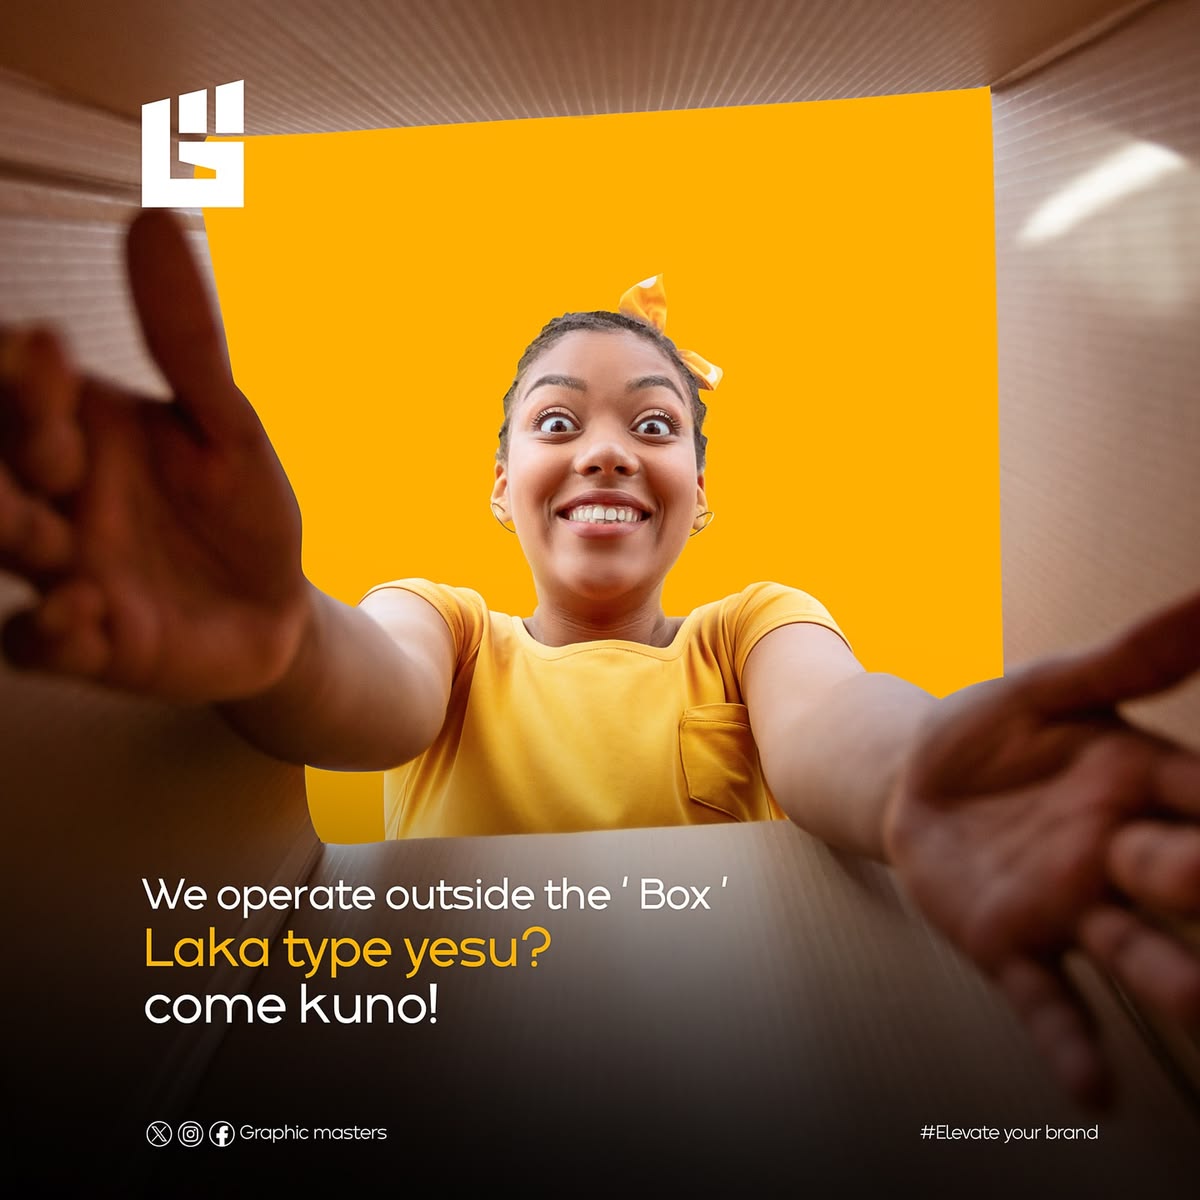 We operate outside the ‘ Box ’
Laka type yesu?
come kuno!
Graphic masters
#Elevate your brand